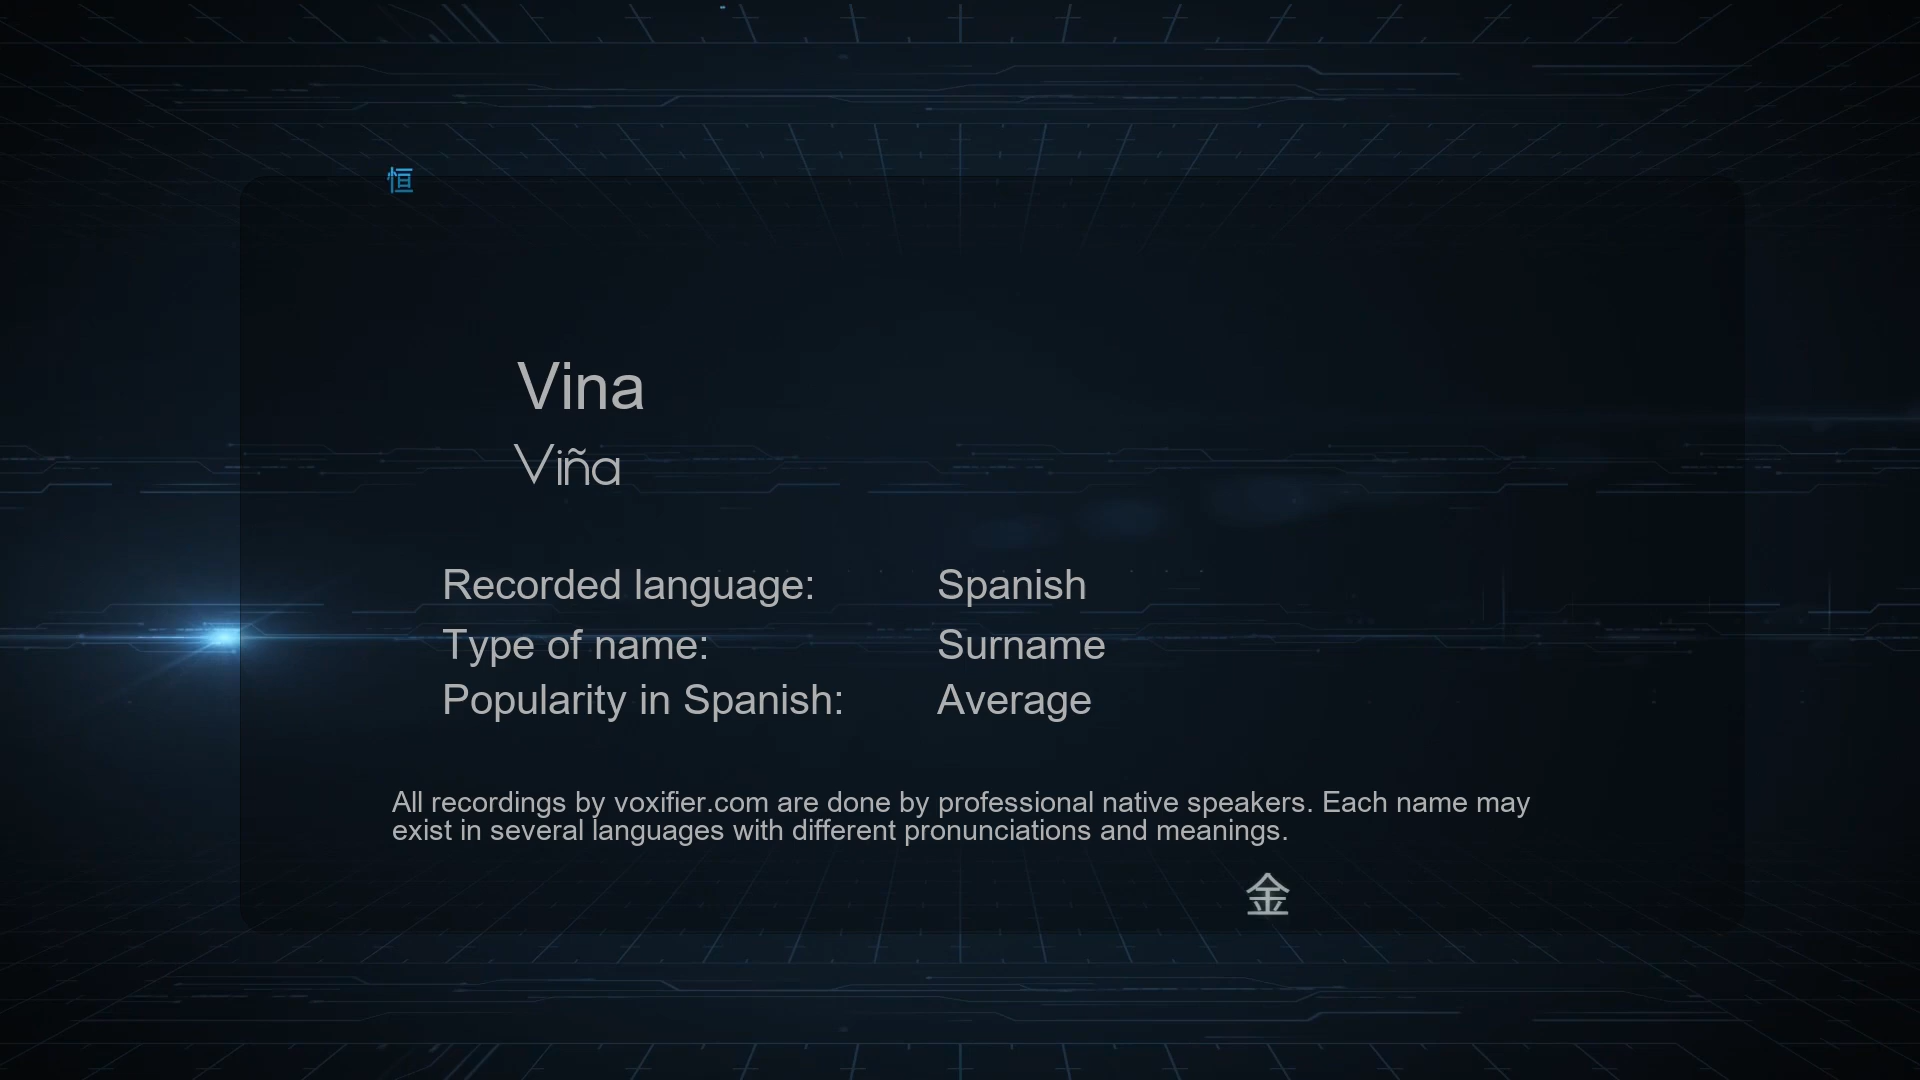 恒
Vina
Viña
Recorded language: Spanish
Type of name: Surname
Popularity in Spanish: Average
All recordings by voxifier.com are done by professional native speakers. Each name may
exist in several languages with different pronunciations and meanings.
金